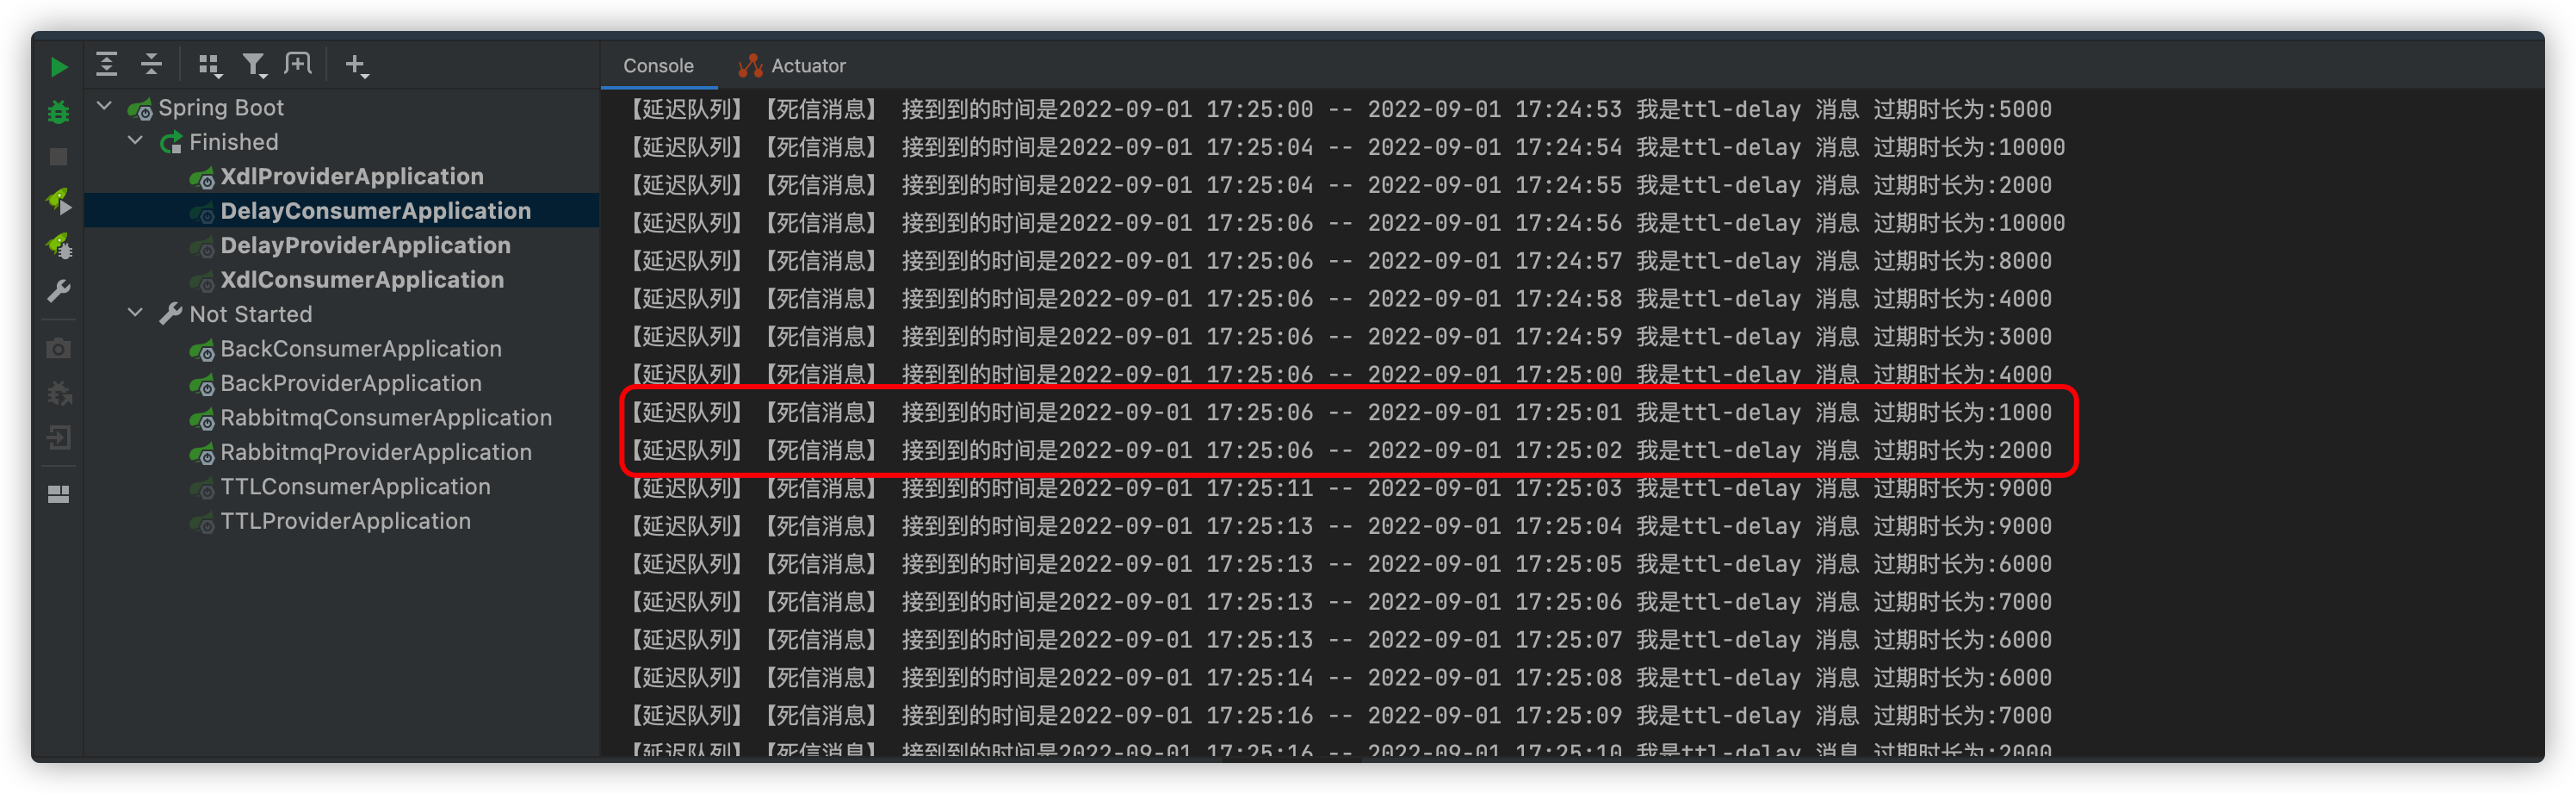 Console
Actuator
Spring Boot
Finished
XdlProviderApplication
DelayConsumerApplication
DelayProviderApplication
XdlConsumerApplication
Not Started
BackConsumerApplication
BackProviderApplication
RabbitmqConsumerApplication
RabbitmqProviderApplication
TTLConsumerApplication
TTLProviderApplication
【延迟队列】【死信消息】 接到到的时间是2022-09-01 17:25:00 -- 2022-09-01 17:24:53 我是ttl-delay 消息 过期时长为:5000
【延迟队列】【死信消息】 接到到的时间是2022-09-01 17:25:04 -- 2022-09-01 17:24:54 我是ttl-delay 消息 过期时长为:10000
【延迟队列】【死信消息】 接到到的时间是2022-09-01 17:25:04 -- 2022-09-01 17:24:55 我是ttl-delay 消息 过期时长为:2000
【延迟队列】【死信消息】 接到到的时间是2022-09-01 17:25:06 -- 2022-09-01 17:24:56 我是ttl-delay 消息 过期时长为:10000
【延迟队列】【死信消息】 接到到的时间是2022-09-01 17:25:06 -- 2022-09-01 17:24:57 我是ttl-delay 消息 过期时长为:8000
【延迟队列】【死信消息】 接到到的时间是2022-09-01 17:25:06 -- 2022-09-01 17:24:58 我是ttl-delay 消息 过期时长为:4000
【延迟队列】【死信消息】 接到到的时间是2022-09-01 17:25:06 -- 2022-09-01 17:24:59 我是ttl-delay 消息 过期时长为:3000
【延迟队列】【死信消息】 接到到的时间是2022-09-01 17:25:06 -- 2022-09-01 17:25:00 我是ttl-delay 消息 过期时长为:4000
【延迟队列】【死信消息】 接到到的时间是2022-09-01 17:25:06 -- 2022-09-01 17:25:01 我是ttl-delay 消息 过期时长为:1000
【延迟队列】【死信消息】 接到到的时间是2022-09-01 17:25:06 -- 2022-09-01 17:25:02 我是ttl-delay 消息 过期时长为:2000
【延迟队列】【死信消息】 接到到的时间是2022-09-01 17:25:11 -- 2022-09-01 17:25:03 我是ttl-delay 消息 过期时长为:9000
【延迟队列】【死信消息】 接到到的时间是2022-09-01 17:25:13 -- 2022-09-01 17:25:04 我是ttl-delay 消息 过期时长为:9000
【延迟队列】【死信消息】 接到到的时间是2022-09-01 17:25:13 -- 2022-09-01 17:25:05 我是ttl-delay 消息 过期时长为:6000
【延迟队列】【死信消息】 接到到的时间是2022-09-01 17:25:13 -- 2022-09-01 17:25:06 我是ttl-delay 消息 过期时长为:7000
【延迟队列】【死信消息】 接到到的时间是2022-09-01 17:25:13 -- 2022-09-01 17:25:07 我是ttl-delay 消息 过期时长为:6000
【延迟队列】【死信消息】 接到到的时间是2022-09-01 17:25:14 -- 2022-09-01 17:25:08 我是ttl-delay 消息 过期时长为:6000
【延迟队列】【死信消息】 接到到的时间是2022-09-01 17:25:16 -- 2022-09-01 17:25:09 我是ttl-delay 消息 过期时长为:7000
【延迟队列】【死信消息】 接到到的时间是2022-09-01 17:25:16 -- 2022-09-01 17:25:10 我是ttl-delay 消息 过期时长为:2000